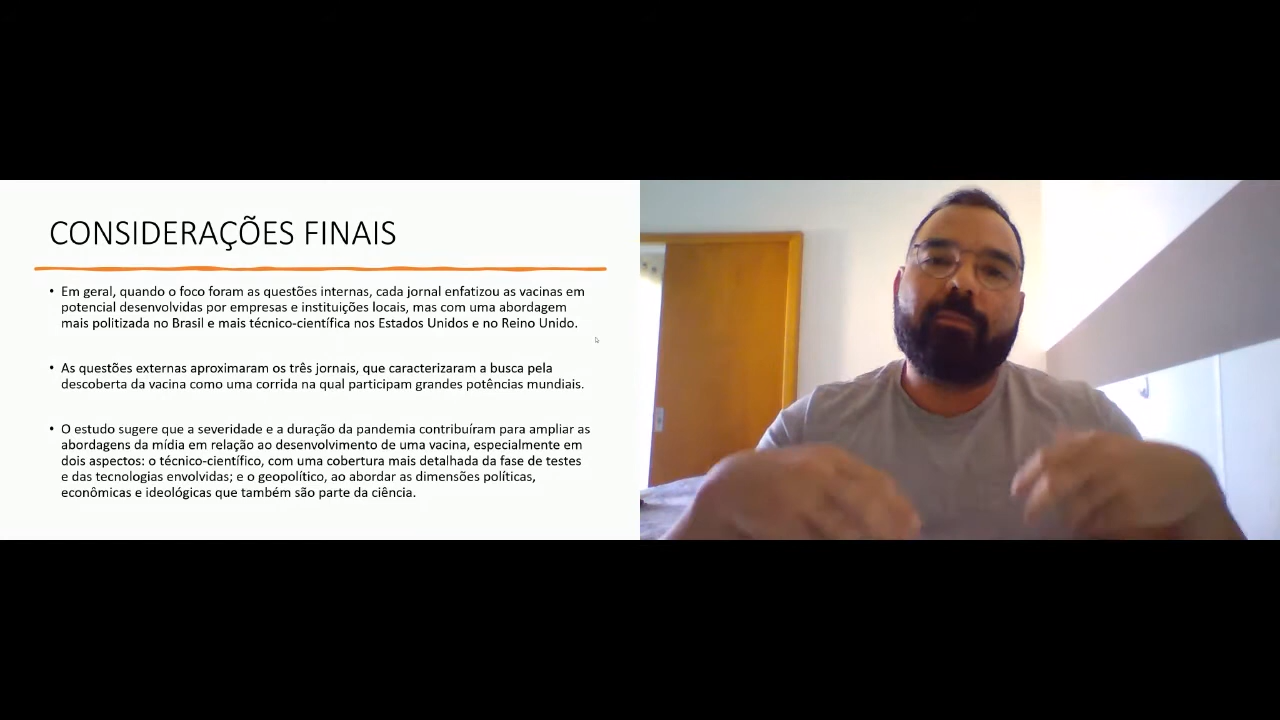 CONSIDERAÇÕES FINAIS
• Em geral, quando o foco foram as questões internas, cada jornal enfatizou as vacinas em
potencial desenvolvidas por empresas e instituições locais, mas com uma abordagem
mais politizada no Brasil e mais técnico-científica nos Estados Unidos e no Reino Unido.
• As questões externas aproximaram os três jornais, que caracterizaram a busca pela
descoberta da vacina como uma corrida na qual participam grandes potências mundiais.
• O estudo sugere que a severidade e a duração da pandemia contribuíram para ampliar as
abordagens da mídia em relação ao desenvolvimento de uma vacina, especialmente em
dois aspectos: o técnico-científico, com uma cobertura mais detalhada da fase de testes
e das tecnologias envolvidas; e o geopolítico, ao abordar as dimensões políticas,
econômicas e ideológicas que também são parte da ciência.